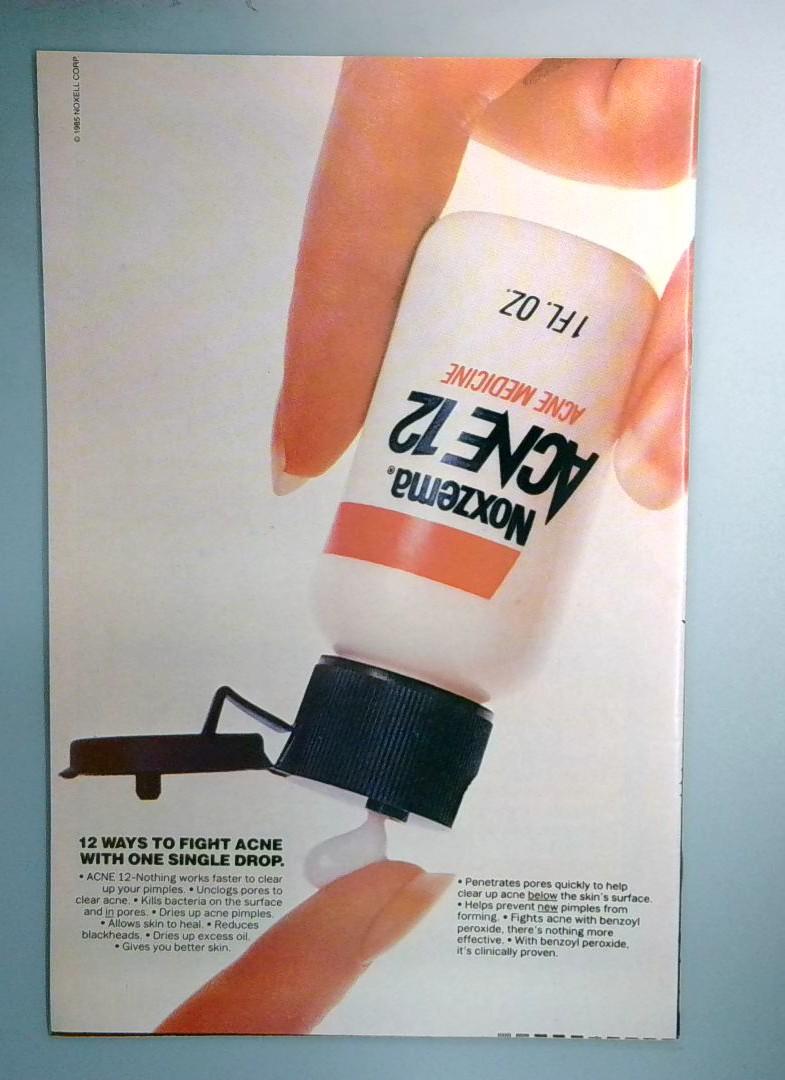 © 1985 NOXELL CORP
1 FL. OZ.
ACNE MEDICINE
ACNE 12
Noxzema®
12 WAYS TO FIGHT ACNE
WITH ONE SINGLE DROP.
• ACNE 12–Nothing works faster to clear
up your pimples. • Unclogs pores to
clear acne. • Kills bacteria on the surface
and in pores. • Dries up acne pimples.
• Allows skin to heal. • Reduces
blackheads. • Dries up excess oil.
• Gives you better skin.
• Penetrates pores quickly to help
clear up acne below the skin's surface.
• Helps prevent new pimples from
forming. • Fights acne with benzoyl
peroxide, there's nothing more
effective. • With benzoyl peroxide,
it's clinically proven.